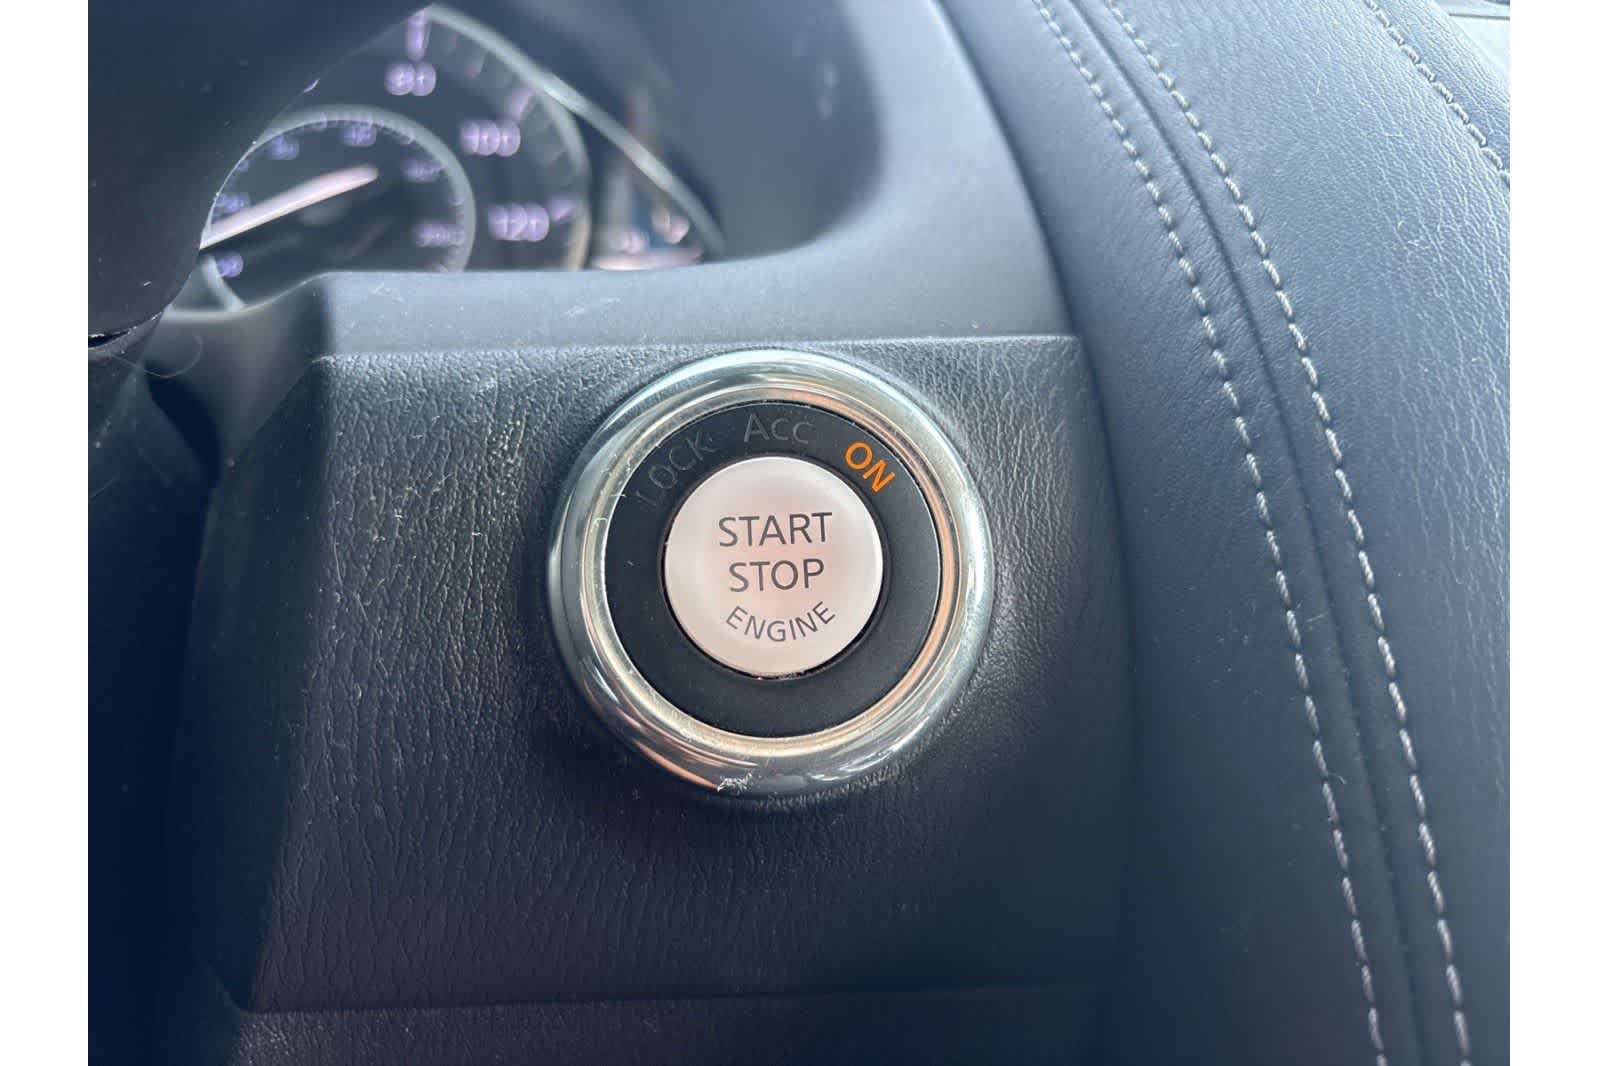 80
100
120
LOCK Acc ON
START
STOP
ENGINE